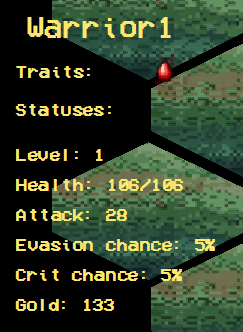 Warrior1
Traits:
Statuses:
Level: 1
Health: 106/106
Attack: 28
Evasion chance: 5%
Crit chance: 5%
Gold: 133